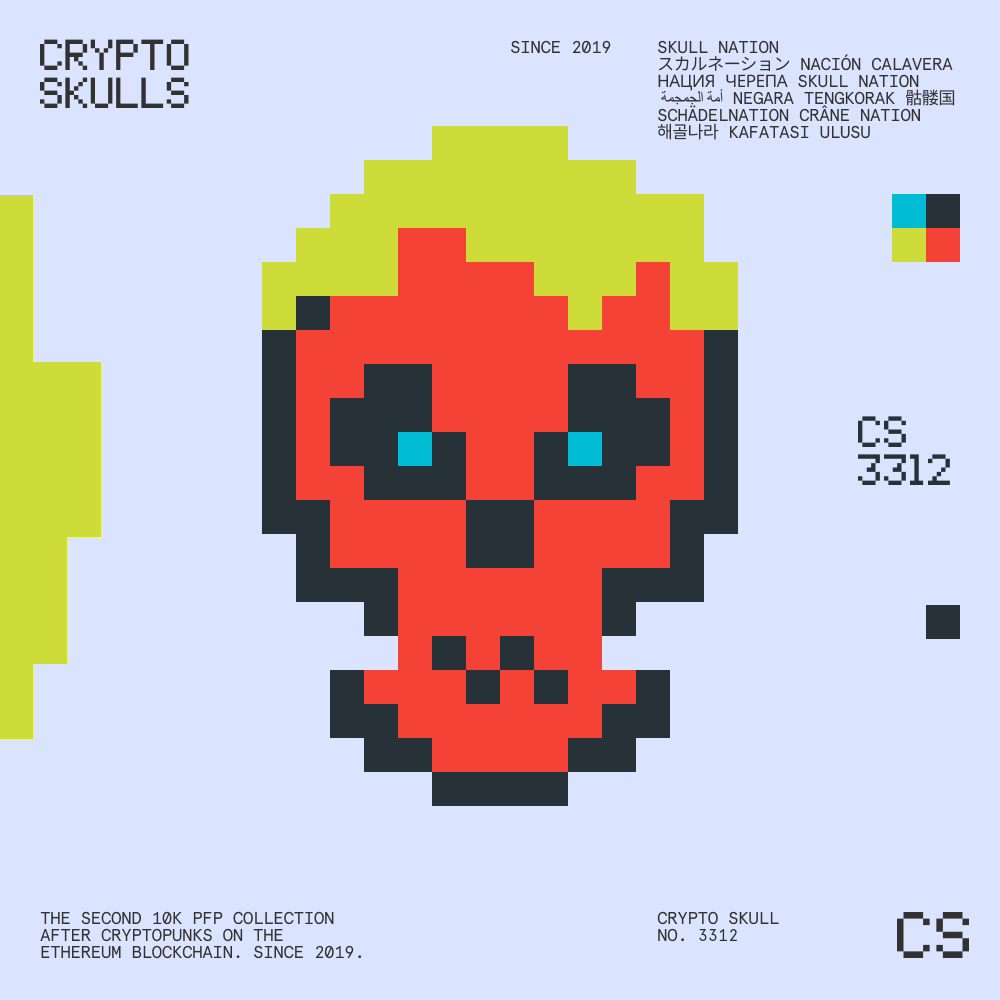 CRYPTO
SKULLS
SINCE 2019
SKULL NATION
スカルネーション NACIÓN CALAVERA
НАЦИЯ ЧЕРЕПА SKULL NATION
أمة الجمجمة NEGARA TENGKORAK 骷髅国
SCHÄDELNATION CRÂNE NATION
해골나라 KAFATASI ULUSU
CS
3312
THE SECOND 10K PFP COLLECTION
AFTER CRYPTOPUNKS ON THE
ETHEREUM BLOCKCHAIN. SINCE 2019.
CRYPTO SKULL
NO. 3312
CS